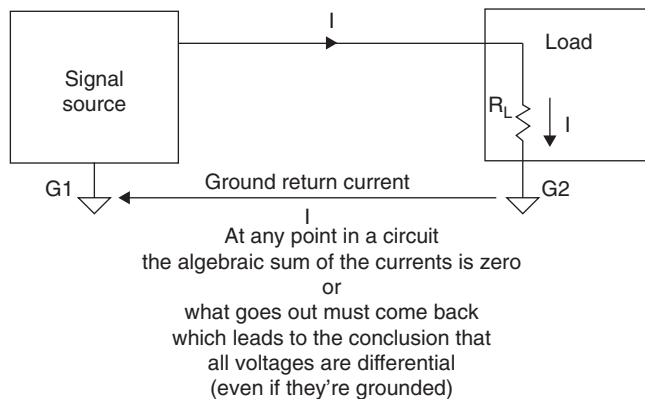 I
Signal
source
Load
R_L
I
G1
Ground return current
G2
I
At any point in a circuit
the algebraic sum of the currents is zero
or
what goes out must come back
which leads to the conclusion that
all voltages are differential
(even if they're grounded)